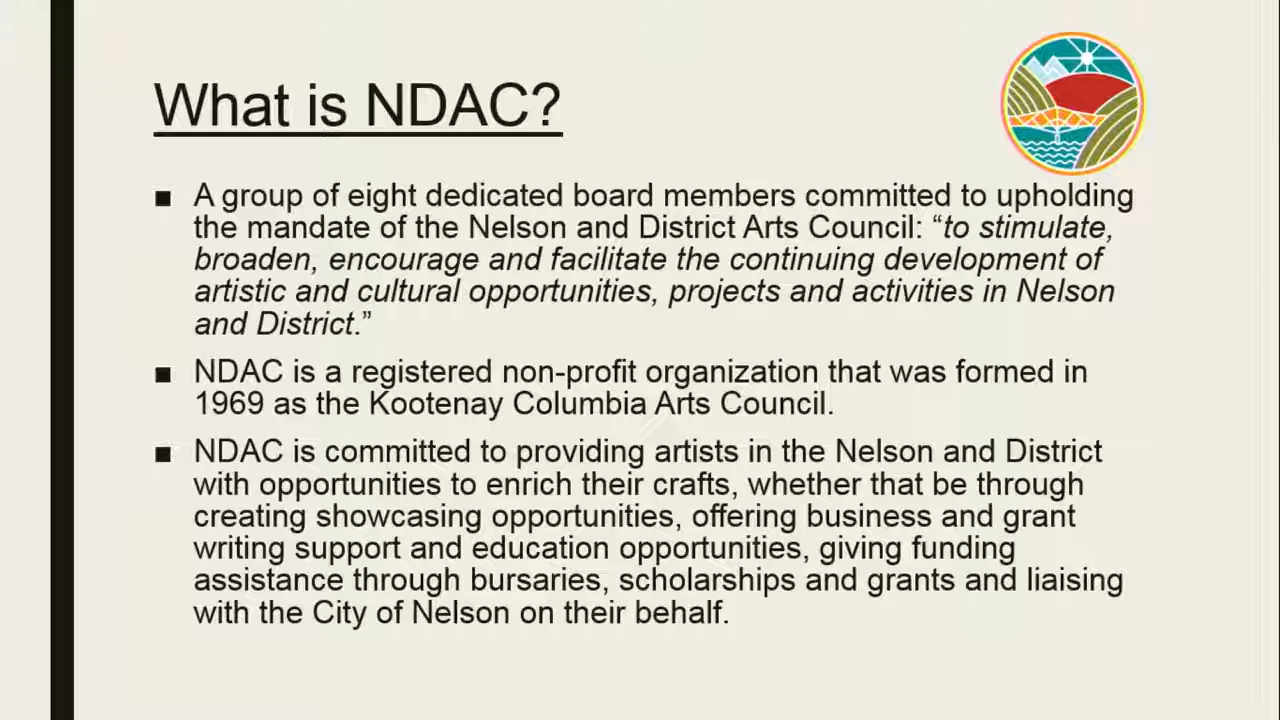 What is NDAC?
■ A group of eight dedicated board members committed to upholding
the mandate of the Nelson and District Arts Council: “to stimulate,
broaden, encourage and facilitate the continuing development of
artistic and cultural opportunities, projects and activities in Nelson
and District.”
■ NDAC is a registered non-profit organization that was formed in
1969 as the Kootenay Columbia Arts Council.
■ NDAC is committed to providing artists in the Nelson and District
with opportunities to enrich their crafts, whether that be through
creating showcasing opportunities, offering business and grant
writing support and education opportunities, giving funding
assistance through bursaries, scholarships and grants and liaising
with the City of Nelson on their behalf.